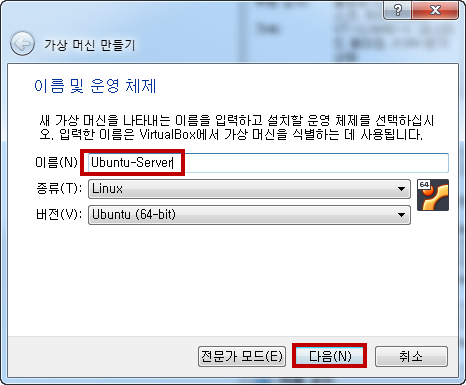 가상 머신 만들기
이름 및 운영 체제
새 가상 머신을 나타내는 이름을 입력하고 설치할 운영 체제를 선택하십시
오. 입력한 이름은 VirtualBox에서 가상 머신을 식별하는 데 사용됩니다.
이름(N) Ubuntu-Server
종류(T): Linux
64
버전(V): Ubuntu (64-bit)
전문가 모드(E) 다음(N) 취소